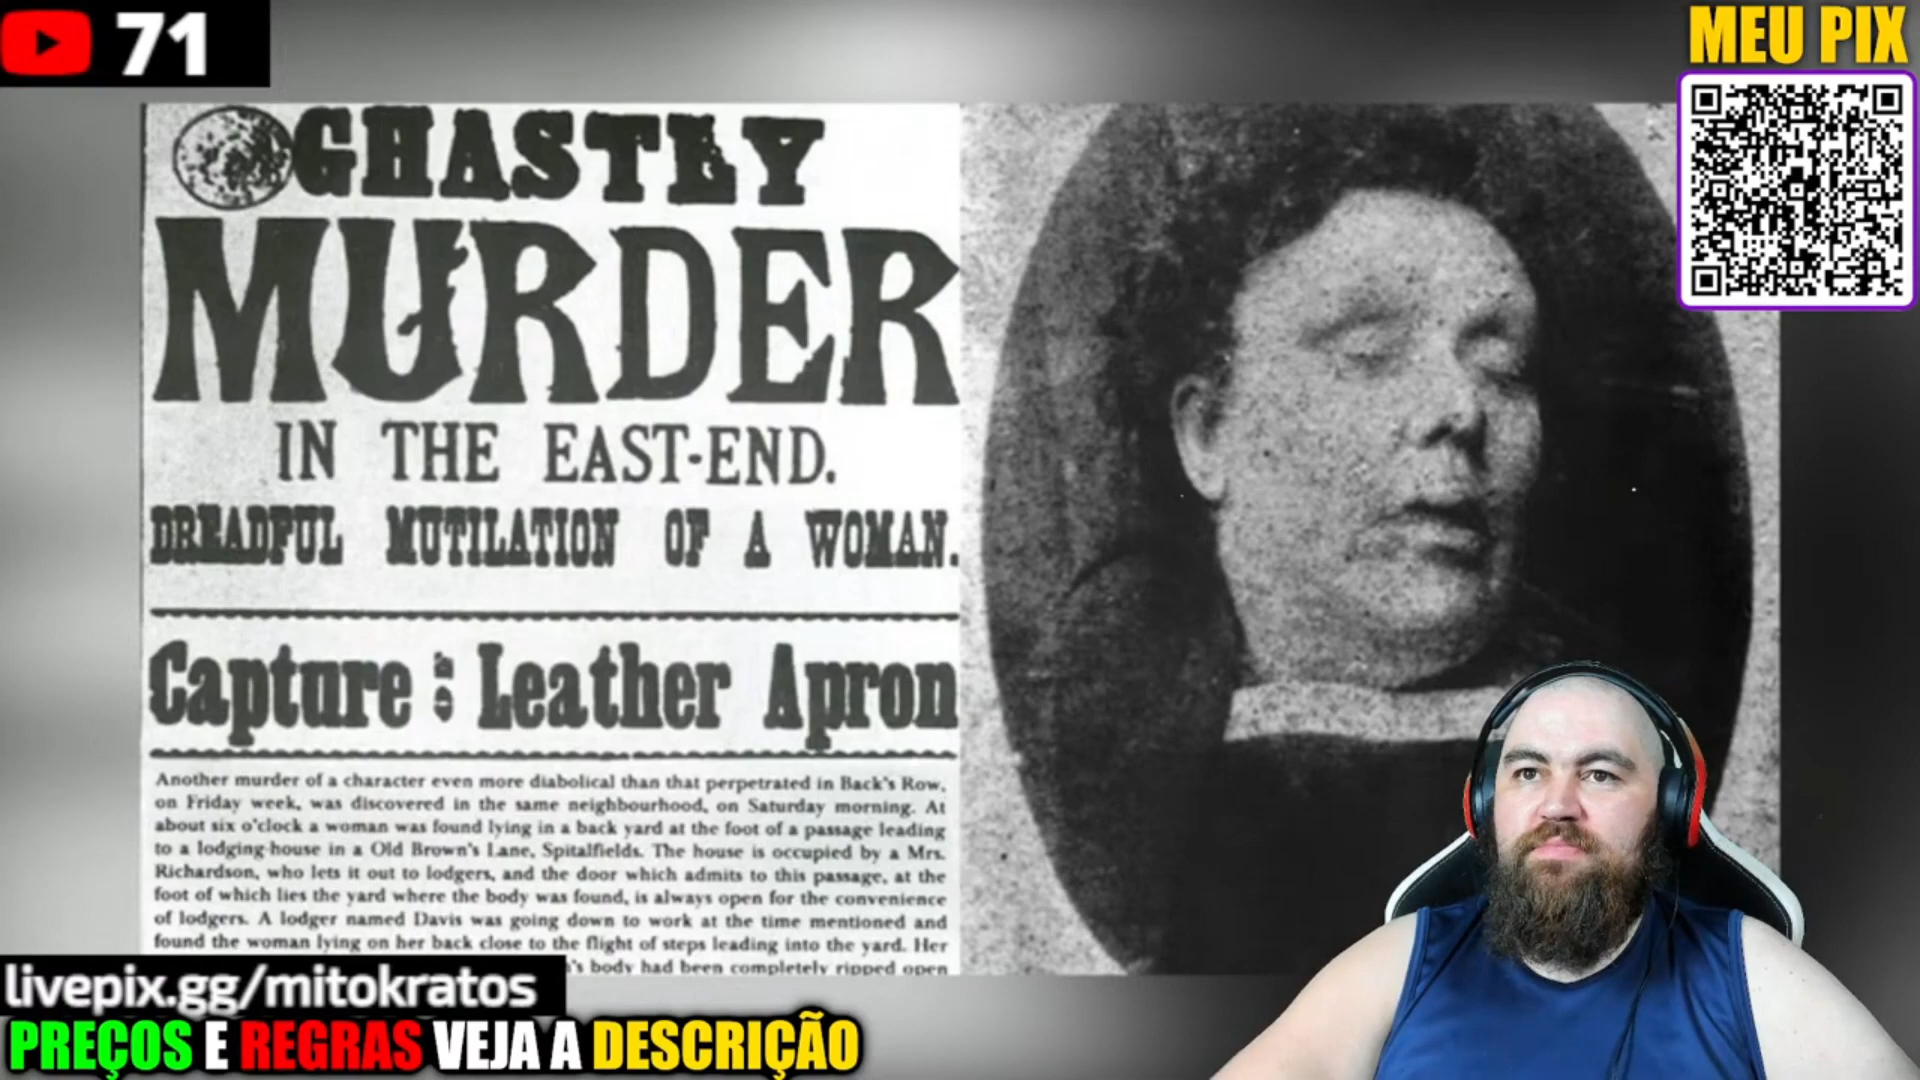 71
MEU PIX
GHASTLY
MURDER
IN THE EAST-END.
DREADFUL MUTILATION OF A WOMAN.
Capture : Leather Apron
Another murder of a character even more diabolical than that perpetrated in Back's Row,
on Friday week, was discovered in the same neighbourhood, on Saturday morning. At
about six o'clock a woman was found lying in a back yard at the foot of a passage leading
to a lodging-house in a Old Brown's Lane, Spitalfields. The house is occupied by a Mrs.
Richardson, who lets it out to lodgers, and the door which admits to this passage, at the
foot of which lies the yard where the body was found, is always open for the convenience
of lodgers. A lodger named Davis was going down to work at the time mentioned and
found the woman lying on her back close to the flight of steps leading into the yard. Her
's body had been completely ripped open
livepix.gg/mitokratos
PREÇOS E REGRAS VEJA A DESCRIÇÃO